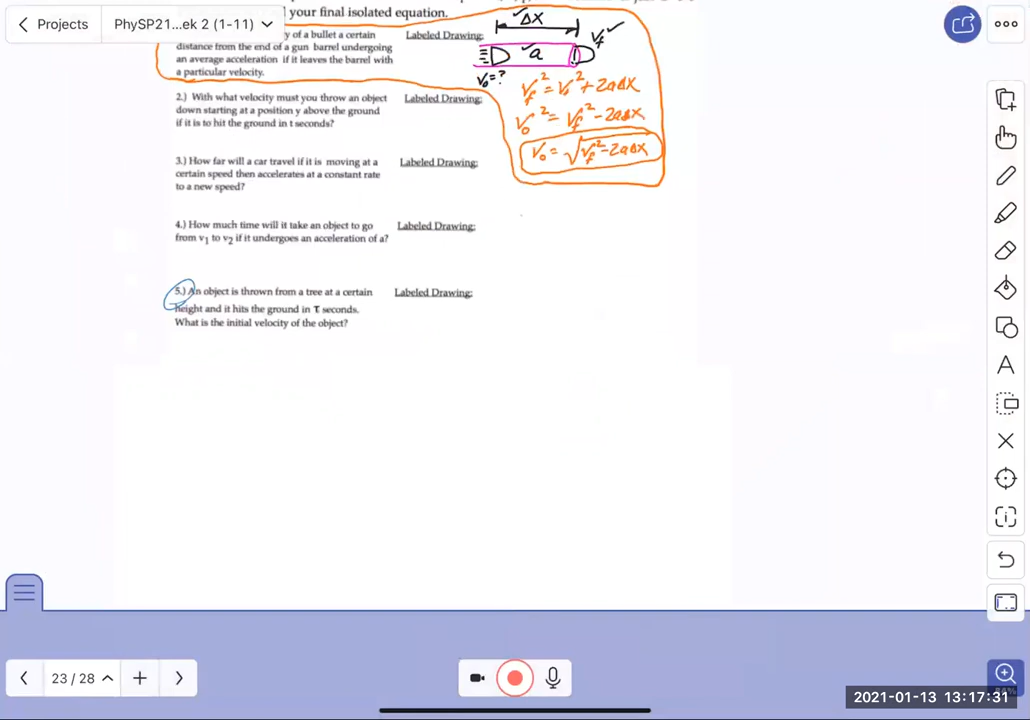 Projects
PhySP21...ek 2 (1-11)
your final isolated equation.
y of a bullet a certain
distance from the end of a gun barrel undergoing
an average acceleration if it leaves the barrel with
a particular velocity.
Labeled Drawing:
Δx
a
Vf
V₀=?
Vf² = V₀² + 2aΔx
V₀² = Vf² - 2aΔx
V₀ = √Vf² - 2aΔx
2.) With what velocity must you throw an object
down starting at a position y above the ground
if it is to hit the ground in t seconds?
Labeled Drawing:
3.) How far will a car travel if it is moving at a
certain speed then accelerates at a constant rate
to a new speed?
Labeled Drawing:
4.) How much time will it take an object to go
from v₁ to v₂ if it undergoes an acceleration of a?
Labeled Drawing:
5.) An object is thrown from a tree at a certain
height and it hits the ground in T seconds.
What is the initial velocity of the object?
Labeled Drawing:
A
23 / 28
2021-01-13 13:17:31